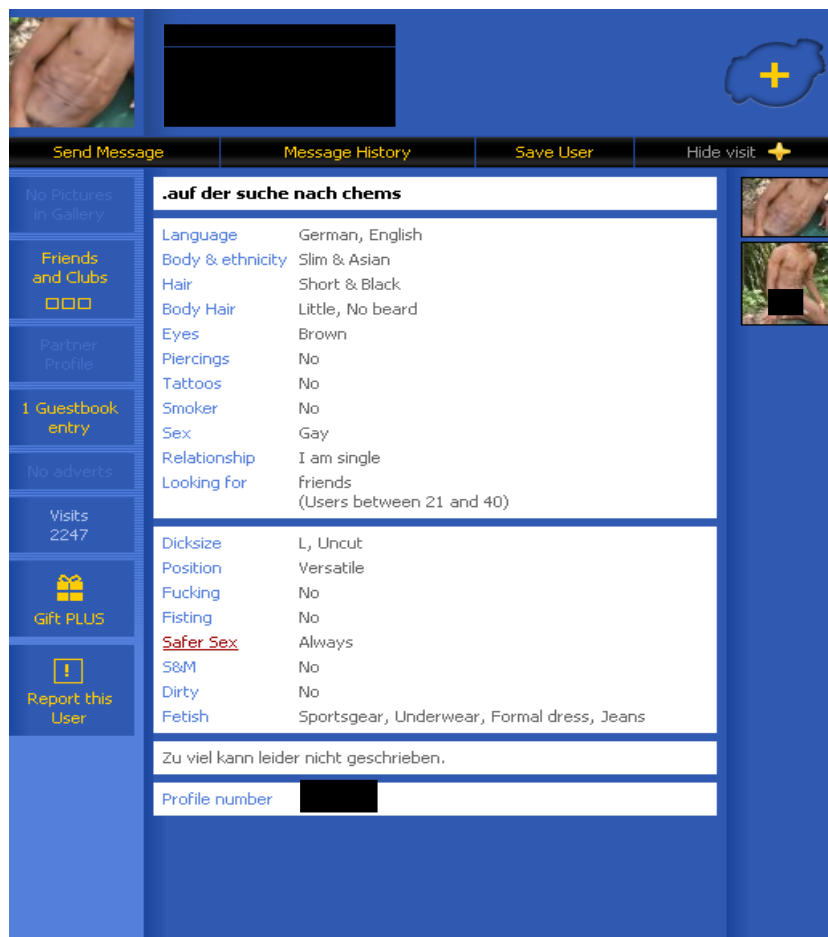 Send Message
Message History
Save User
Hide visit
No Pictures
in Gallery
Friends
and Clubs
Partner
Profile
1 Guestbook
entry
No adverts
Visits
2247
Gift PLUS
!
Report this
User
.auf der suche nach chems
Language German, English
Body & ethnicity Slim & Asian
Hair Short & Black
Body Hair Little, No beard
Eyes Brown
Piercings No
Tattoos No
Smoker No
Sex Gay
Relationship I am single
Looking for friends
(Users between 21 and 40)
Dicksize L, Uncut
Position Versatile
Fucking No
Fisting No
Safer Sex Always
S&M No
Dirty No
Fetish Sportsgear, Underwear, Formal dress, Jeans
Zu viel kann leider nicht geschrieben.
Profile number